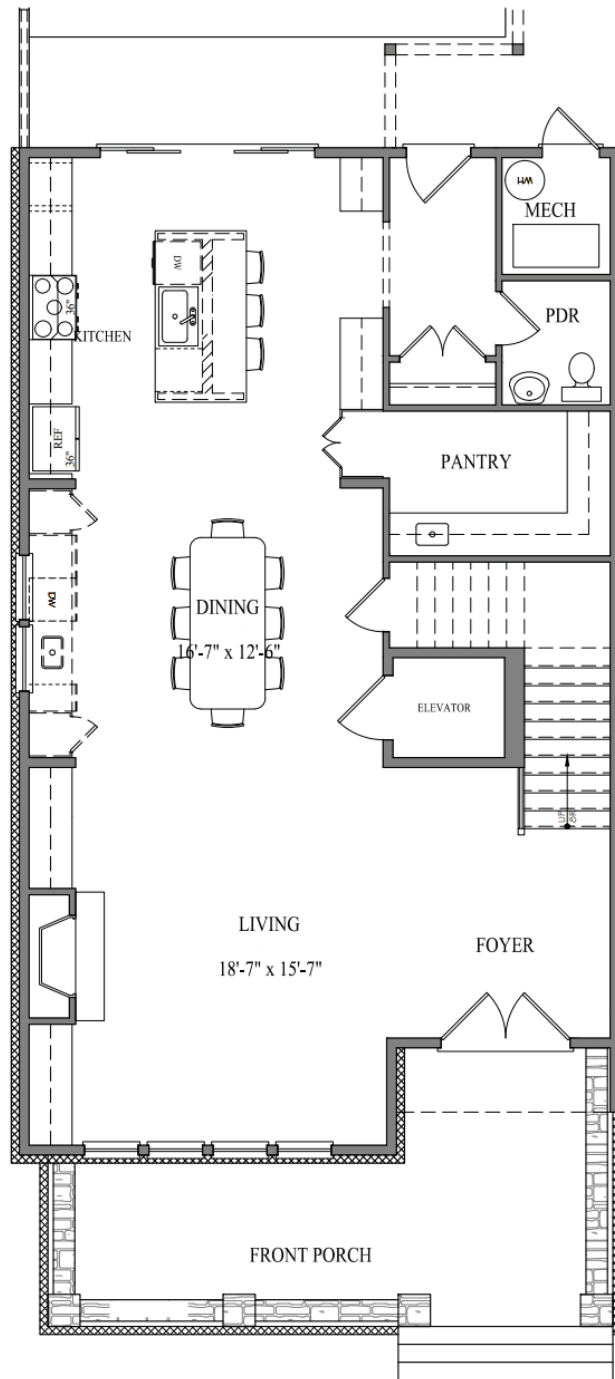 WH
MECH
DW
36"
KITCHEN
PDR
REF
36"
PANTRY
DW
DINING
16'-7" x 12'-6"
ELEVATOR
UP
LIVING
18'-7" x 15'-7"
FOYER
FRONT PORCH